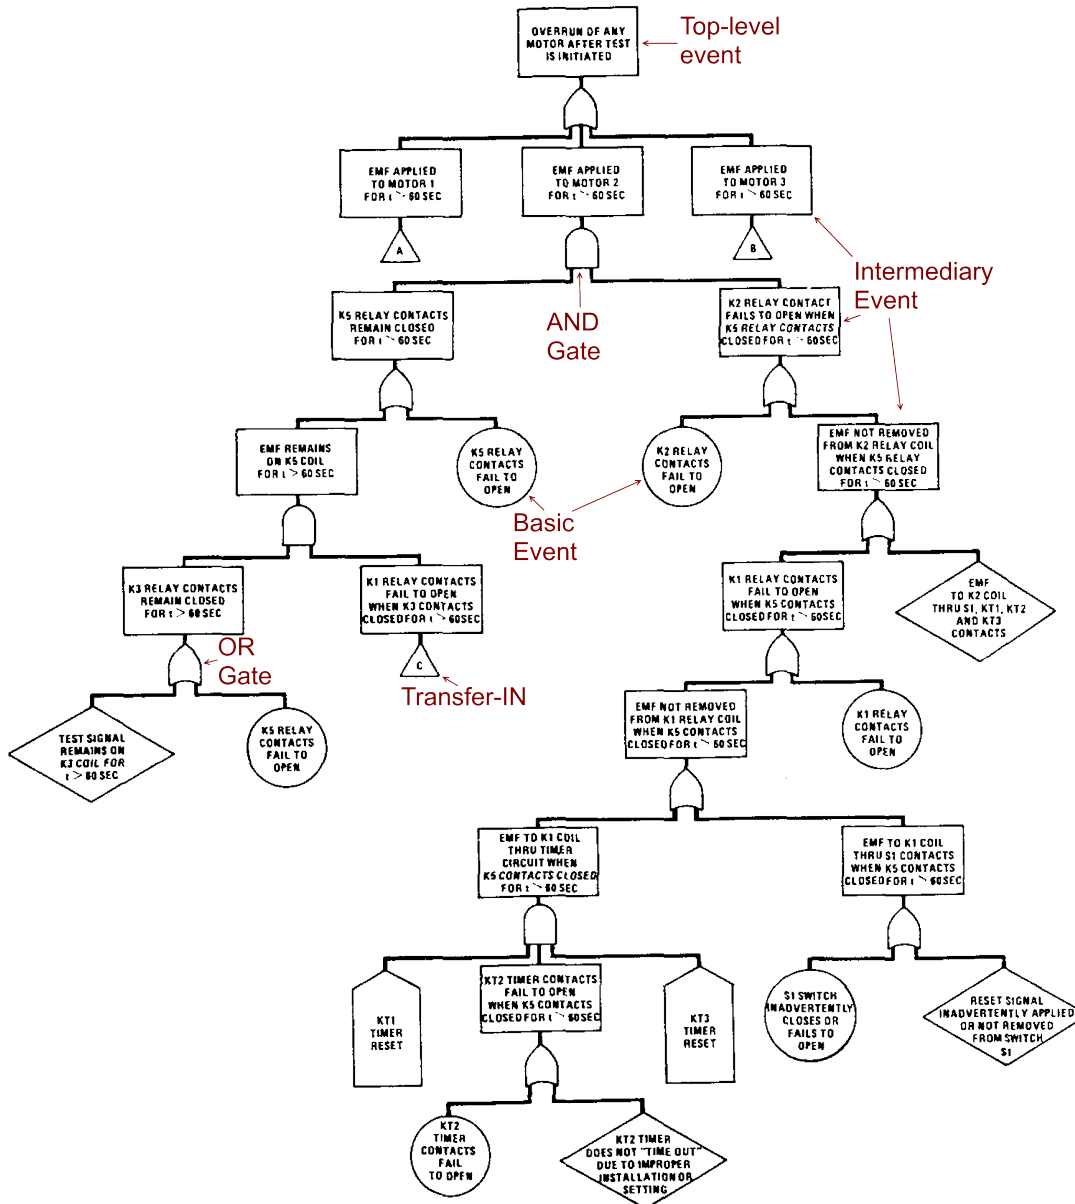 OVERRUN OF ANY
MOTOR AFTER TEST
IS INITIATED
Top-level
event
EMF APPLIED
TO MOTOR 1
FOR t > 60 SEC
EMF APPLIED
TO MOTOR 2
FOR t > 60 SEC
EMF APPLIED
TO MOTOR 3
FOR t > 60 SEC
A
B
Intermediary
Event
AND
Gate
K5 RELAY CONTACTS
REMAIN CLOSED
FOR t > 60 SEC
K2 RELAY CONTACT
FAILS TO OPEN WHEN
K5 RELAY CONTACTS
CLOSED FOR t > 60 SEC
EMF REMAINS
ON K5 COIL
FOR t > 60 SEC
K5 RELAY
CONTACTS
FAIL TO
OPEN
K2 RELAY
CONTACTS
FAIL TO
OPEN
EMF NOT REMOVED
FROM K2 RELAY COIL
WHEN K5 RELAY
CONTACTS CLOSED
FOR t > 60 SEC
Basic
Event
K3 RELAY CONTACTS
REMAIN CLOSED
FOR t > 60 SEC
K1 RELAY CONTACTS
FAIL TO OPEN
WHEN K3 CONTACTS
CLOSED FOR t > 60 SEC
K1 RELAY CONTACTS
FAIL TO OPEN
WHEN K5 CONTACTS
CLOSED FOR t > 60 SEC
EMF
TO K2 COIL
THRU S1, KT1, KT2
AND KT3
CONTACTS
OR
Gate
C
Transfer-IN
TEST SIGNAL
REMAINS ON
K3 COIL FOR
t > 60 SEC
K5 RELAY
CONTACTS
FAIL TO
OPEN
EMF NOT REMOVED
FROM K1 RELAY COIL
WHEN K5 CONTACTS
CLOSED FOR t > 60 SEC
K1 RELAY
CONTACTS
FAIL TO
OPEN
EMF TO K1 COIL
THRU TIMER
CIRCUIT WHEN
K5 CONTACTS CLOSED
FOR t > 60 SEC
EMF TO K1 COIL
THRU S1 CONTACTS
WHEN K5 CONTACTS
CLOSED FOR t > 60 SEC
KT1
TIMER
RESET
KT2 TIMER CONTACTS
FAIL TO OPEN
WHEN K5 CONTACTS
CLOSED FOR t > 60 SEC
KT3
TIMER
RESET
S1 SWITCH
INADVERTENTLY
CLOSES OR
FAILS TO
OPEN
RESET SIGNAL
INADVERTENTLY APPLIED
OR NOT REMOVED
FROM SWITCH
S1
KT2
TIMER
CONTACTS
FAIL
TO OPEN
KT2 TIMER
DOES NOT "TIME OUT"
DUE TO IMPROPER
INSTALLATION OR
SETTING